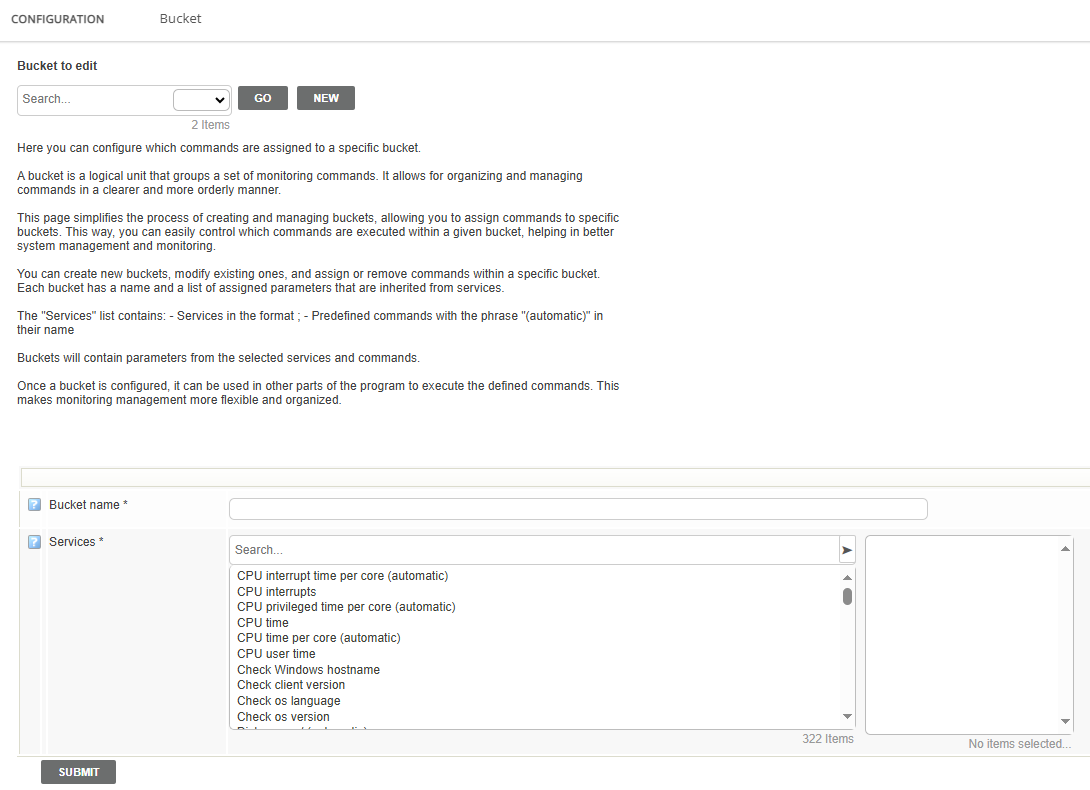 CONFIGURATION Bucket
Bucket to edit
Search...
GO
NEW
2 Items
Here you can configure which commands are assigned to a specific bucket.
A bucket is a logical unit that groups a set of monitoring commands. It allows for organizing and managing
commands in a clearer and more orderly manner.
This page simplifies the process of creating and managing buckets, allowing you to assign commands to specific
buckets. This way, you can easily control which commands are executed within a given bucket, helping in better
system management and monitoring.
You can create new buckets, modify existing ones, and assign or remove commands within a specific bucket.
Each bucket has a name and a list of assigned parameters that are inherited from services.
The "Services" list contains: - Services in the format ; - Predefined commands with the phrase "(automatic)" in
their name
Buckets will contain parameters from the selected services and commands.
Once a bucket is configured, it can be used in other parts of the program to execute the defined commands. This
makes monitoring management more flexible and organized.
Bucket name *
Services *
Search...
CPU interrupt time per core (automatic)
CPU interrupts
CPU privileged time per core (automatic)
CPU time
CPU time per core (automatic)
CPU user time
Check Windows hostname
Check client version
Check os language
Check os version
322 Items
No items selected...
SUBMIT